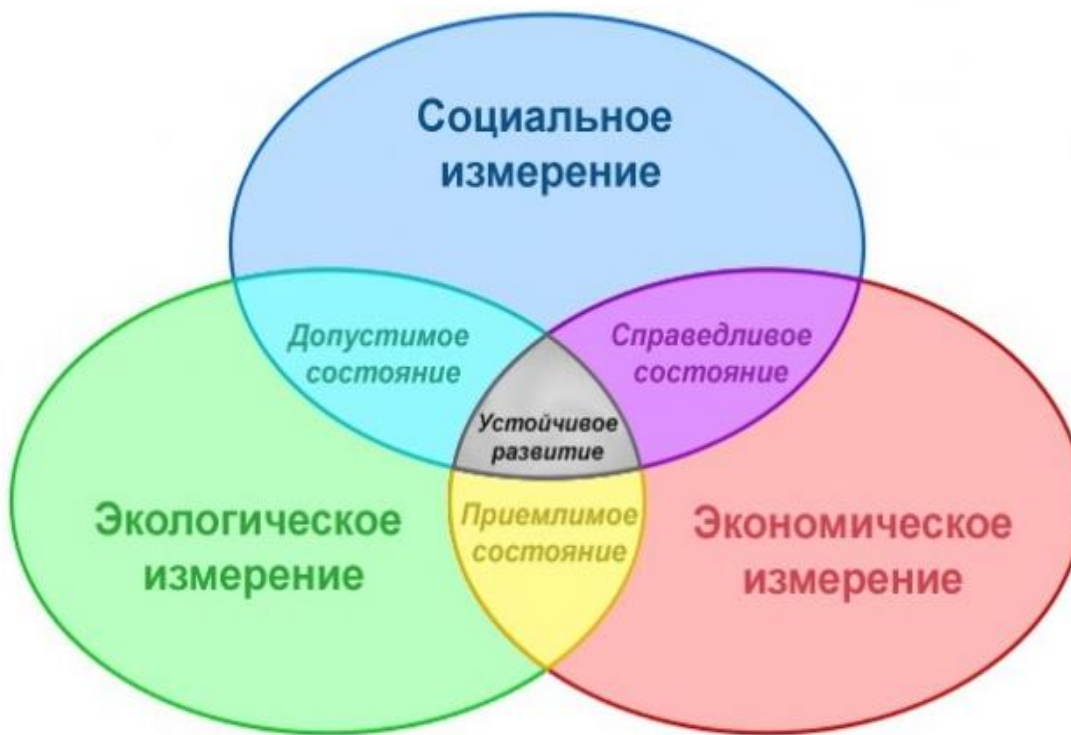 Социальное
измерение
Допустимое
состояние
Справедливое
состояние
Устойчивое
развитие
Экологическое
измерение
Приемлимое
состояние
Экономическое
измерение